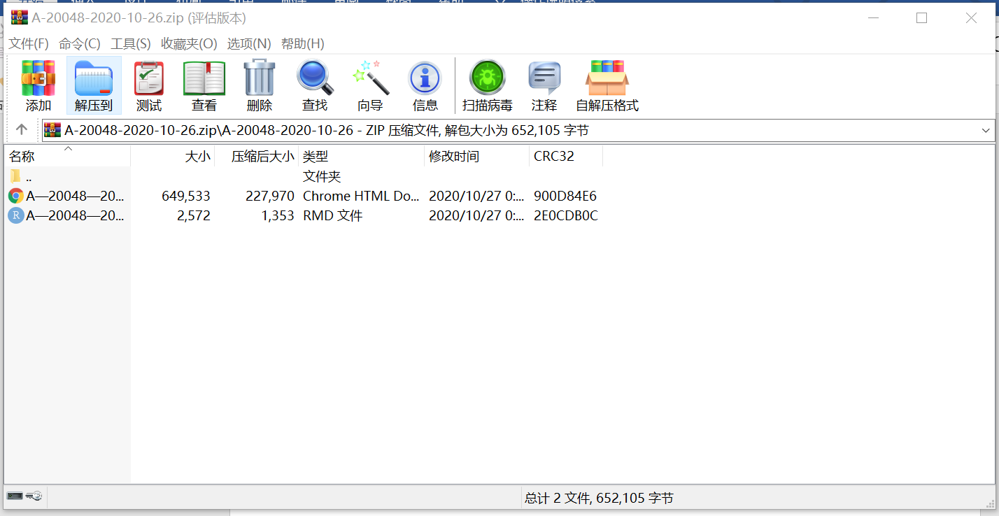 A-20048-2020-10-26.zip (评估版本)
文件(F) 命令(C) 工具(S) 收藏夹(O) 选项(N) 帮助(H)
添加 解压到 测试 查看 删除 查找 向导 信息 扫描病毒 注释 自解压格式
A-20048-2020-10-26.zip\A-20048-2020-10-26 - ZIP 压缩文件, 解包大小为 652,105 字节
名称 大小 压缩后大小 类型 修改时间 CRC32
.. 文件夹
A—20048—20... 649,533 227,970 Chrome HTML Do... 2020/10/27 0:... 900D84E6
A—20048—20... 2,572 1,353 RMD 文件 2020/10/27 0:... 2E0CDB0C
总计 2 文件, 652,105 字节